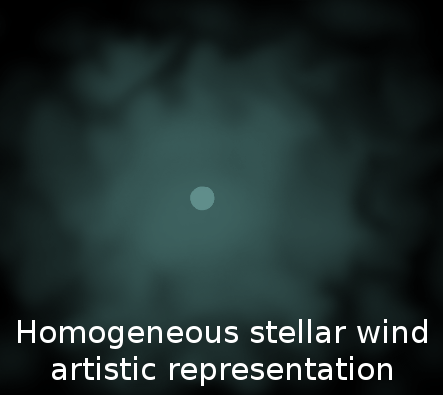 Homogeneous stellar wind
artistic representation